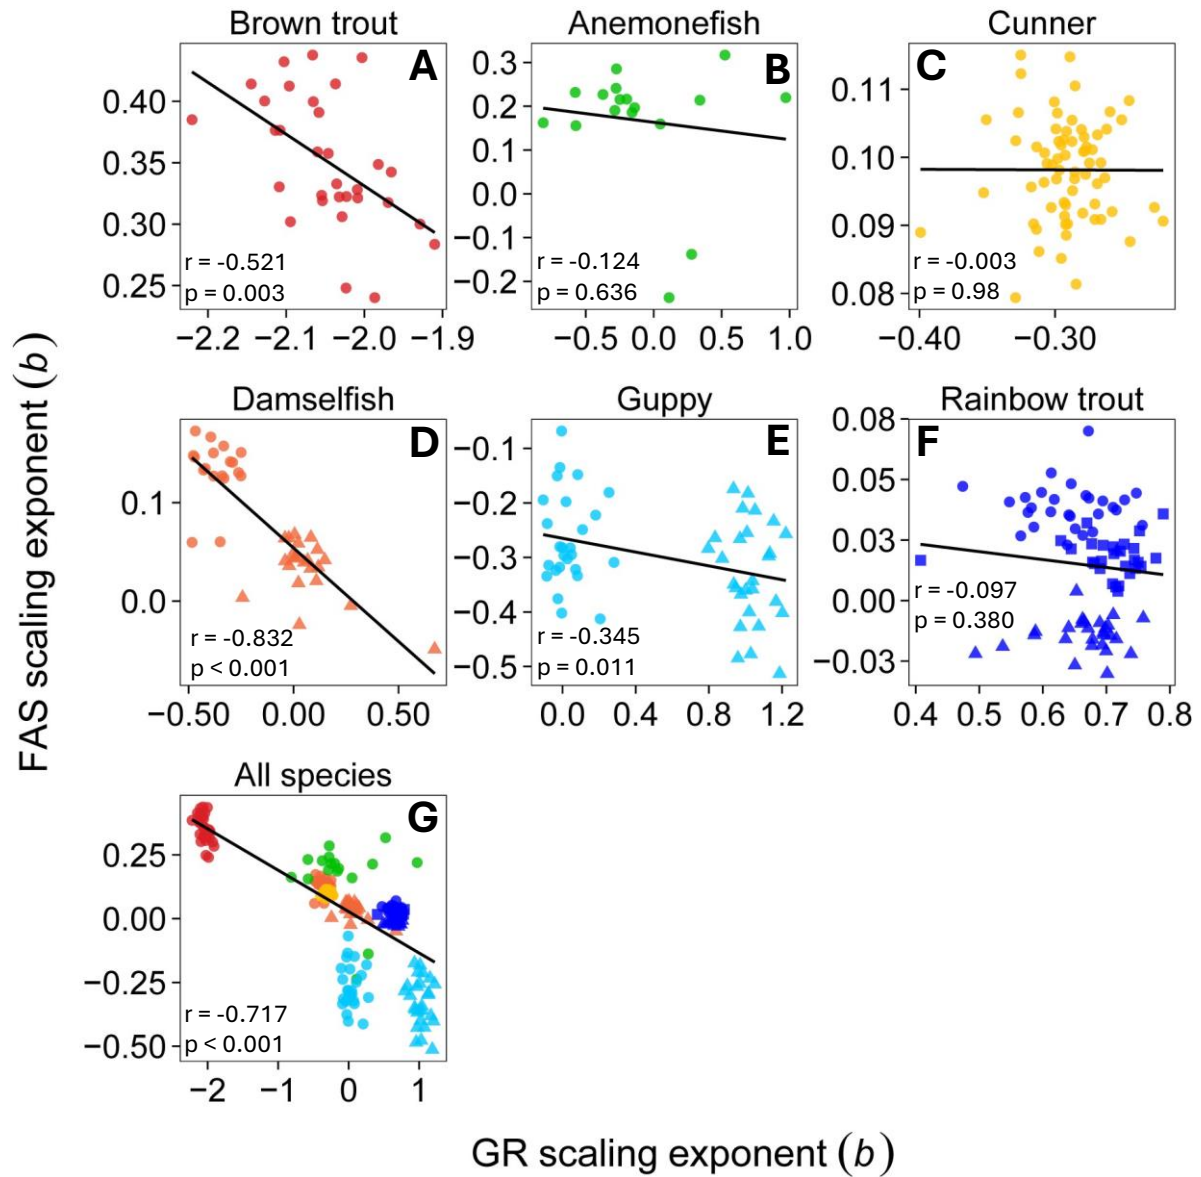 Brown trout
A
0.40
0.35
0.30
0.25
r = -0.521
p = 0.003
−2.2 −2.1 −2.0 −1.9
Anemonefish
B
0.3
0.2
0.1
0.0
−0.1
−0.2
r = -0.124
p = 0.636
−0.5 0.0 0.5 1.0
Cunner
C
0.11
0.10
0.09
0.08
r = -0.003
p = 0.98
−0.40 −0.30
FAS scaling exponent (b)
Damselfish
D
0.1
0.0
r = -0.832
p < 0.001
−0.50 0.00 0.50
Guppy
E
−0.1
−0.2
−0.3
−0.4
−0.5
r = -0.345
p = 0.011
0.0 0.4 0.8 1.2
Rainbow trout
F
0.08
0.05
0.03
0.00
−0.03
r = -0.097
p = 0.380
0.4 0.5 0.6 0.7 0.8
All species
G
0.25
0.00
−0.25
−0.50
r = -0.717
p < 0.001
−2 −1 0 1
GR scaling exponent (b)